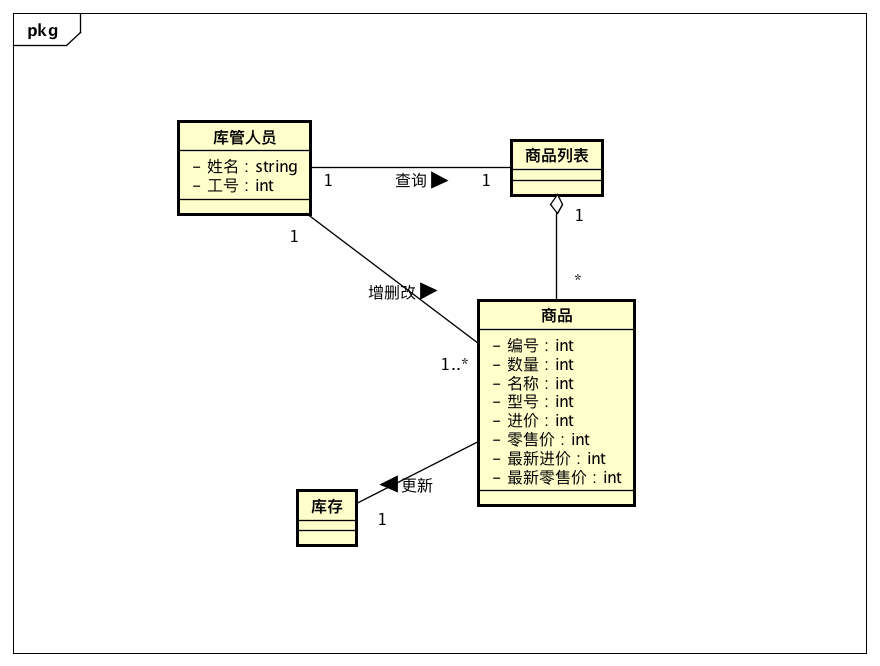 pkg
库管人员
- 姓名 : string
- 工号 : int
商品列表
1
查询
1
1
1
*
增删改
1..*
商品
- 编号 : int
- 数量 : int
- 名称 : int
- 型号 : int
- 进价 : int
- 零售价 : int
- 最新进价 : int
- 最新零售价 : int
更新
库存
1